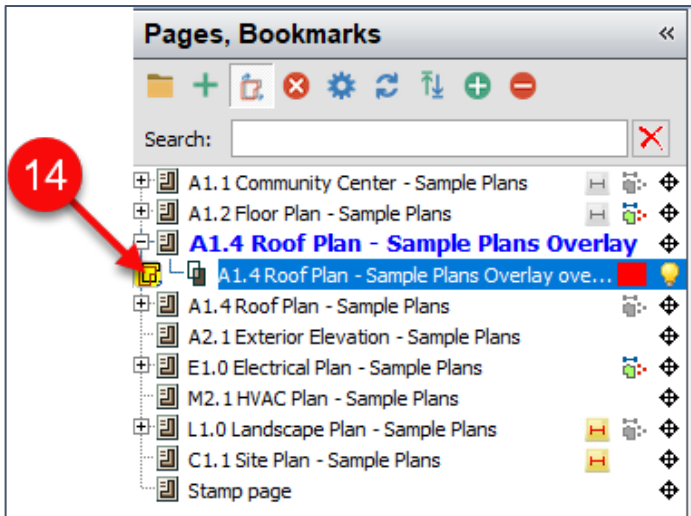 Pages, Bookmarks
Search:
14
A1.1 Community Center - Sample Plans
A1.2 Floor Plan - Sample Plans
A1.4 Roof Plan - Sample Plans Overlay
A1.4 Roof Plan - Sample Plans Overlay ove...
A1.4 Roof Plan - Sample Plans
A2.1 Exterior Elevation - Sample Plans
E1.0 Electrical Plan - Sample Plans
M2.1 HVAC Plan - Sample Plans
L1.0 Landscape Plan - Sample Plans
C1.1 Site Plan - Sample Plans
Stamp page